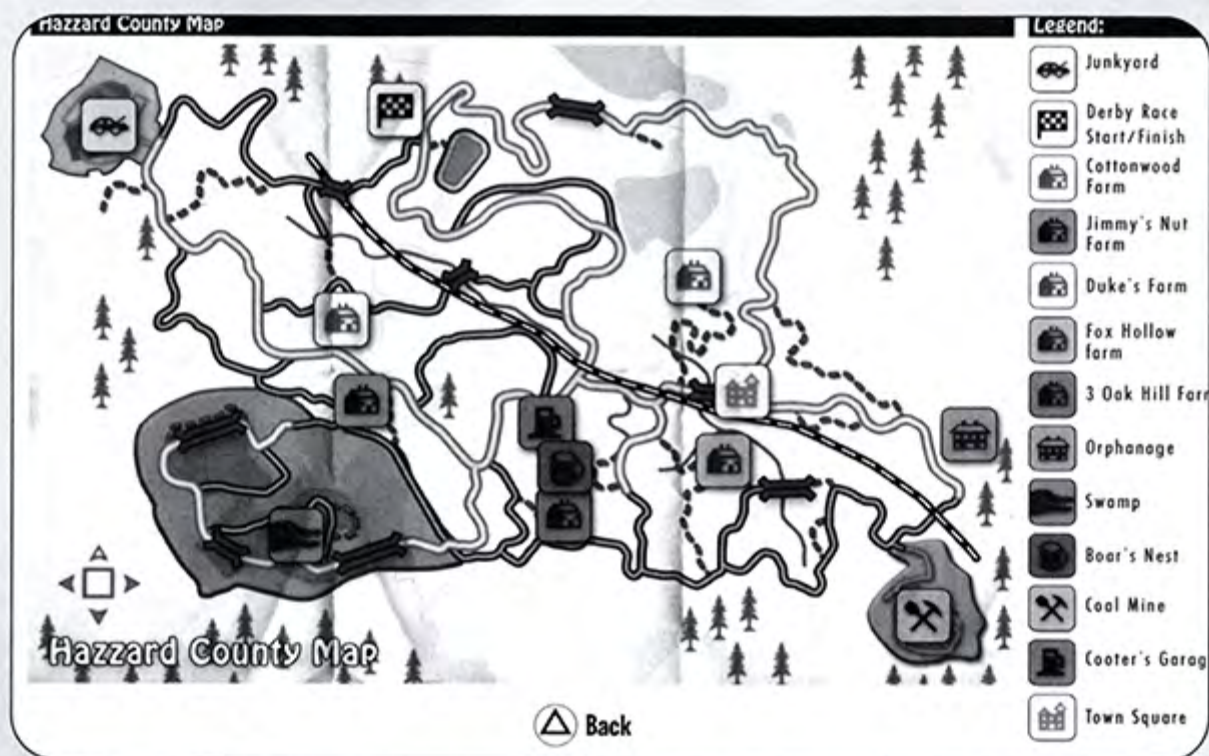 Hazzard County Map
Legend:
Junkyard
Derby Race
Start/Finish
Cottonwood
Farm
Jimmy's Nut
Farm
Duke's Farm
Fox Hollow
Farm
3 Oak Hill Farm
Orphanage
Swamp
Boar's Nest
Coal Mine
Cooter's Garag
Town Square
Hazzard County Map
Back